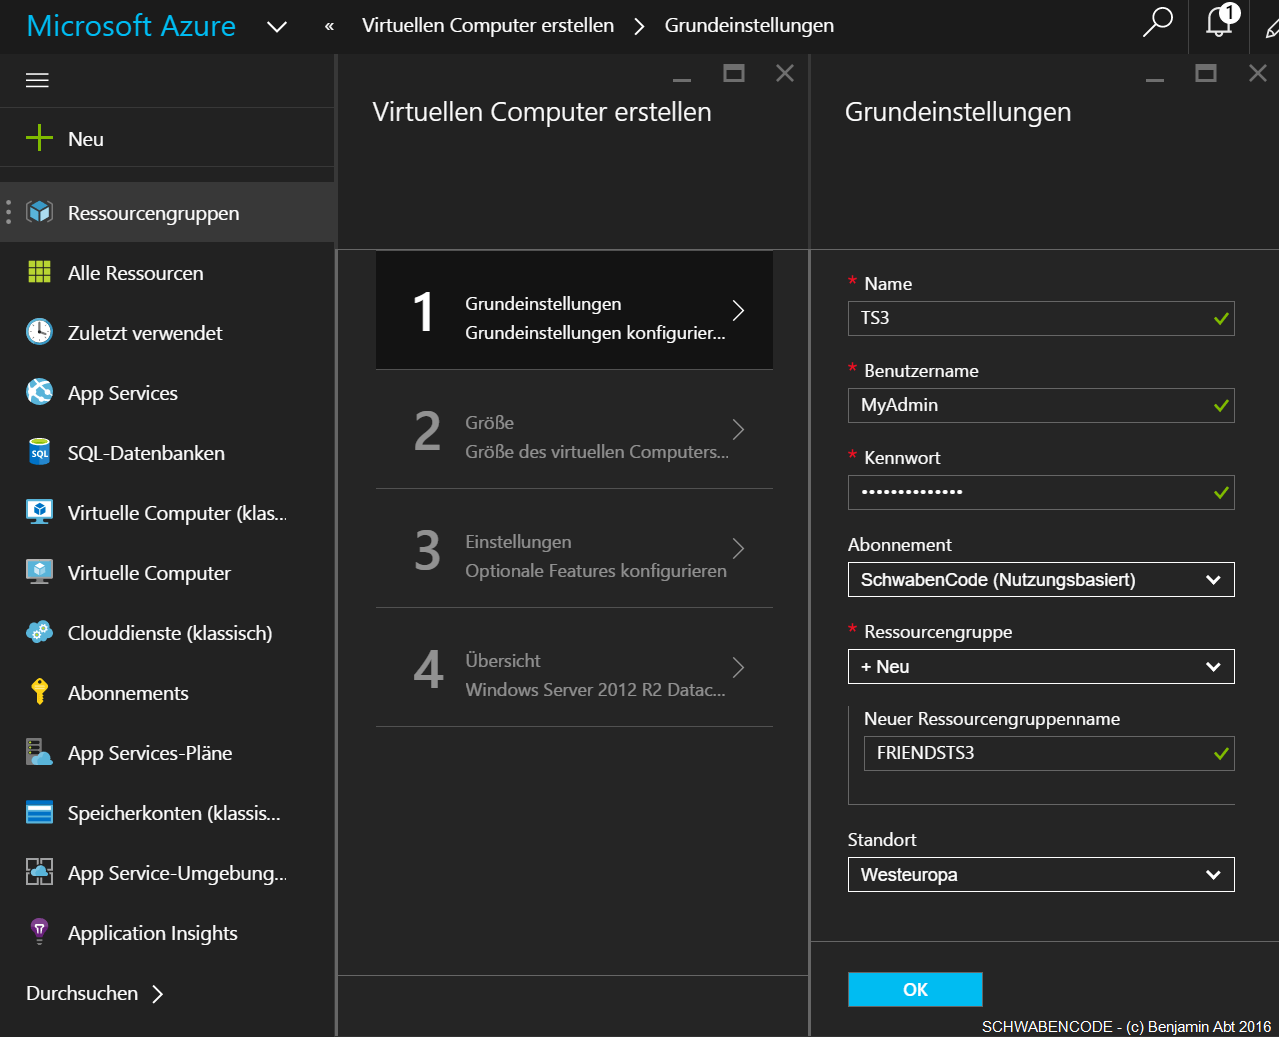 Microsoft Azure
« Virtuellen Computer erstellen > Grundeinstellungen
1
Neu
Ressourcengruppen
Alle Ressourcen
Zuletzt verwendet
App Services
SQL-Datenbanken
SQL
Virtuelle Computer (klas...
Virtuelle Computer
Clouddienste (klassisch)
Abonnements
App Services-Pläne
Speicherkonten (klassis...
App Service-Umgebung...
Application Insights
Durchsuchen
Virtuellen Computer erstellen
1
Grundeinstellungen
Grundeinstellungen konfigurier...
2
Größe
Größe des virtuellen Computers...
3
Einstellungen
Optionale Features konfigurieren
4
Übersicht
Windows Server 2012 R2 Datac...
Grundeinstellungen
* Name
TS3
* Benutzername
MyAdmin
* Kennwort
••••••••••••••
Abonnement
SchwabenCode (Nutzungsbasiert)
* Ressourcengruppe
+ Neu
Neuer Ressourcengruppenname
FRIENDSTS3
Standort
Westeuropa
OK
SCHWABENCODE - (c) Benjamin Abt 2016